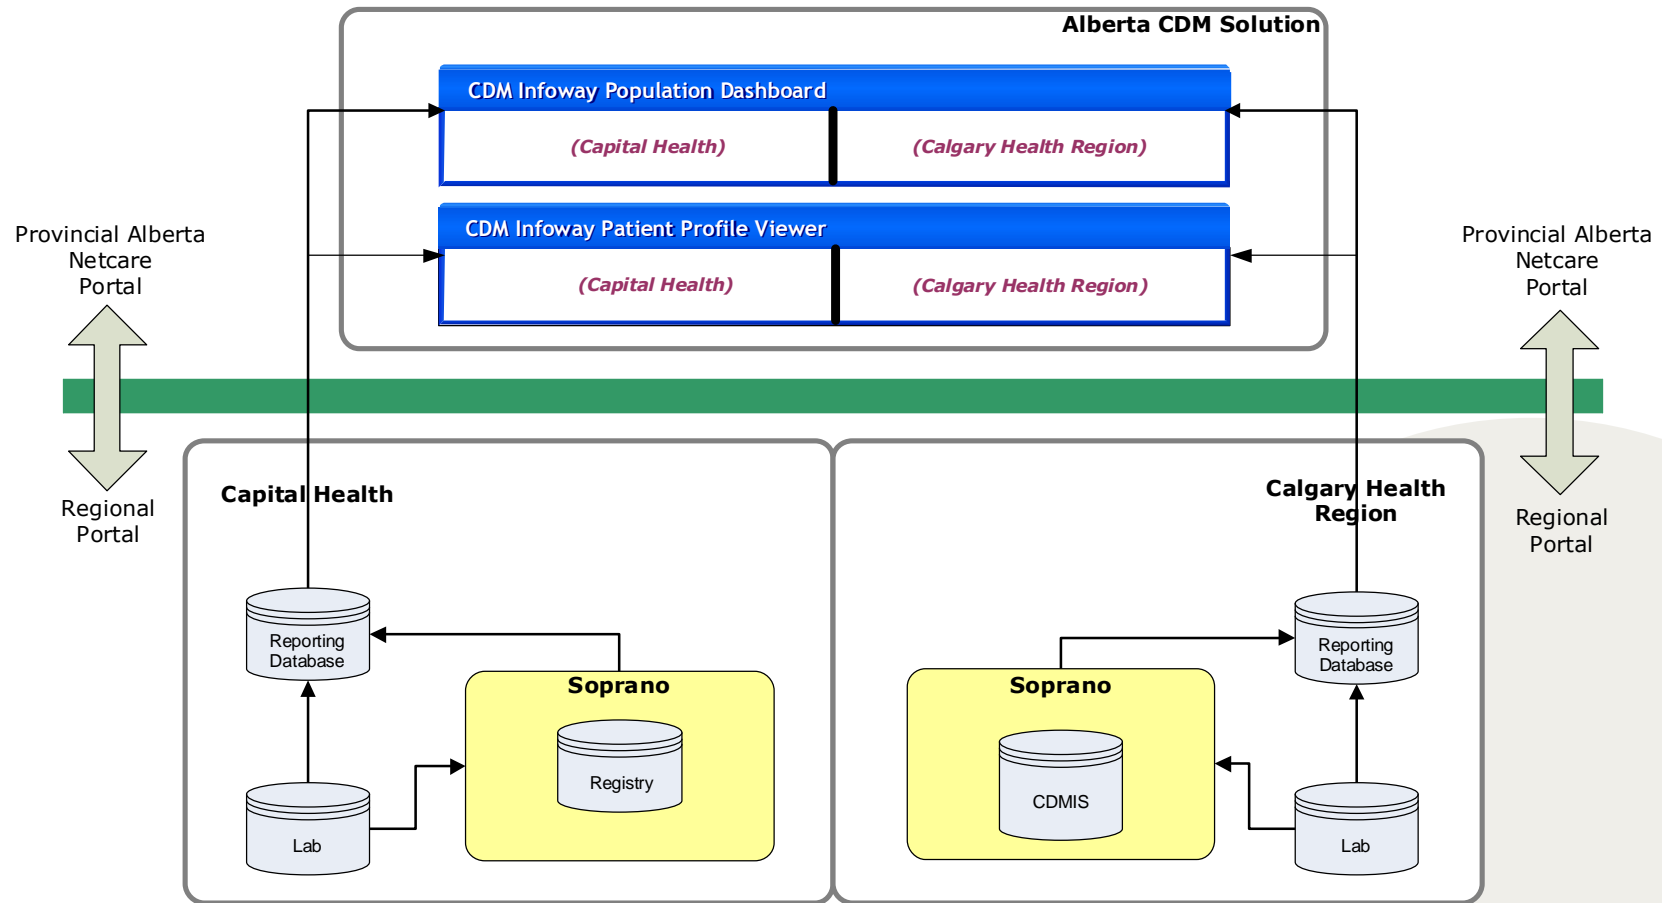 Alberta CDM Solution
CDM Infoway Population Dashboard
(Capital Health)
(Calgary Health Region)
CDM Infoway Patient Profile Viewer
(Capital Health)
(Calgary Health Region)
Provincial Alberta
Netcare
Portal
Provincial Alberta
Netcare
Portal
Regional
Portal
Regional
Portal
Capital Health
Reporting
Database
Soprano
Registry
Lab
Calgary Health
Region
Reporting
Database
Soprano
CDMIS
Lab